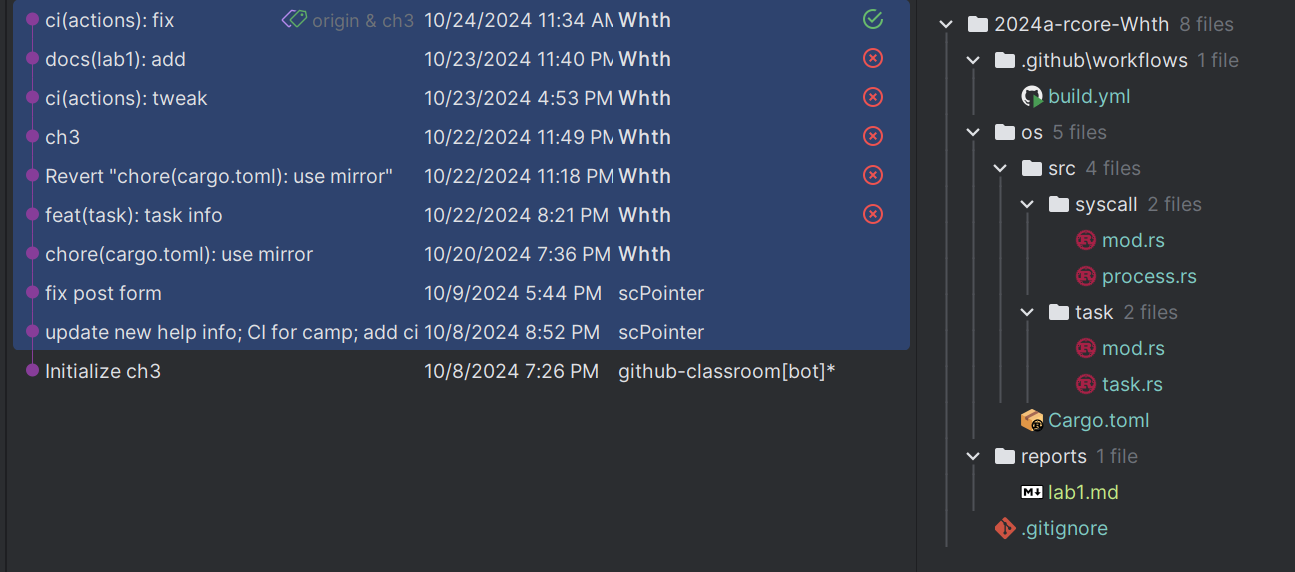 ci(actions): fix origin & ch3 10/24/2024 11:34 AM Whth
docs(lab1): add 10/23/2024 11:40 PM Whth
ci(actions): tweak 10/23/2024 4:53 PM Whth
ch3 10/22/2024 11:49 PM Whth
Revert "chore(cargo.toml): use mirror" 10/22/2024 11:18 PM Whth
feat(task): task info 10/22/2024 8:21 PM Whth
chore(cargo.toml): use mirror 10/20/2024 7:36 PM Whth
fix post form 10/9/2024 5:44 PM scPointer
update new help info; CI for camp; add ci 10/8/2024 8:52 PM scPointer
Initialize ch3 10/8/2024 7:26 PM github-classroom[bot]*
2024a-rcore-Whth 8 files
.github\workflows 1 file
build.yml
os 5 files
src 4 files
syscall 2 files
mod.rs
process.rs
task 2 files
mod.rs
task.rs
Cargo.toml
reports 1 file
M↓ lab1.md
.gitignore